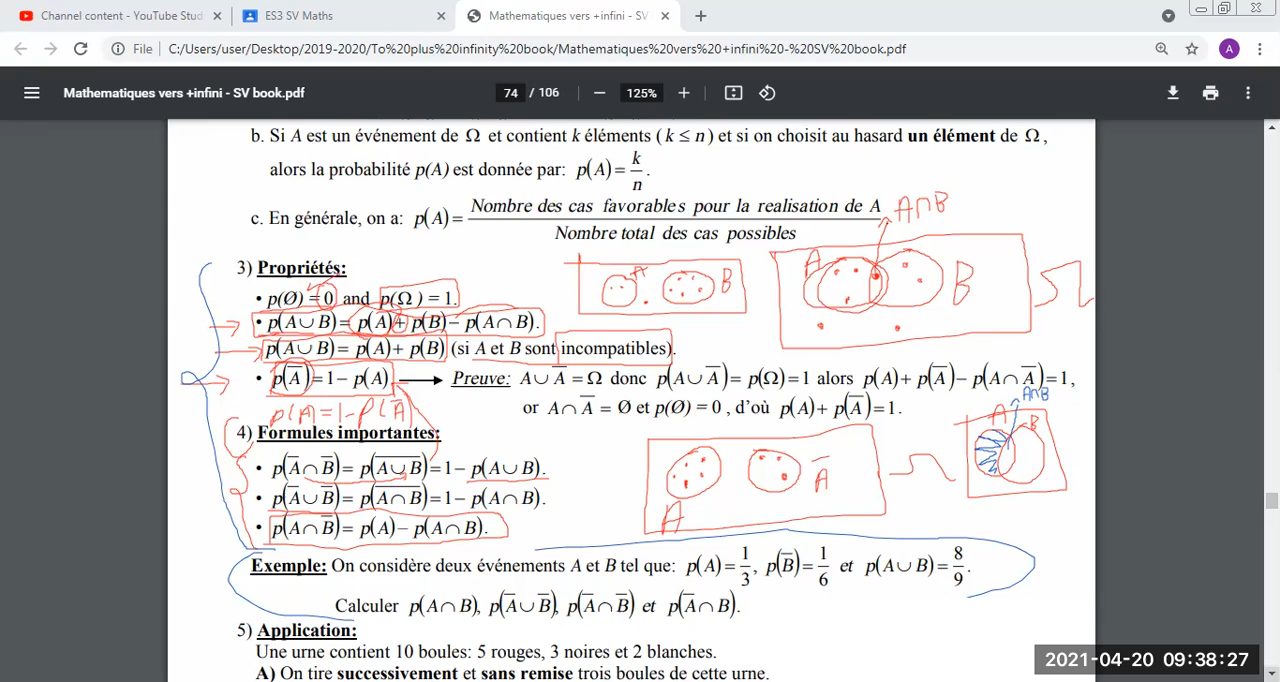 Channel content - YouTube Stud
ES3 SV Maths
Mathematiques vers +infini - SV
File
C:/Users/user/Desktop/2019-2020/To%20plus%20infinity%20book/Mathematiques%20vers%20+infini%20-%20SV%20book.pdf
A
Mathematiques vers +infini - SV book.pdf
74 / 106
125%
b. Si A est un événement de Ω et contient k éléments ( k ≤ n) et si on choisit au hasard un élément de Ω,
alors la probabilité p(A) est donnée par: p(A)= k/n.
c. En générale, on a: p(A)= Nombre des cas favorables pour la realisation de A / Nombre total des cas possibles
A∩B
3) Propriétés:
A B
A B Ω
• p(Ø) =0 and p(Ω) = 1.
• p(A∪B)= p(A)+ p(B)− p(A∩B).
p(A∪B)= p(A)+ p(B) (si A et B sont incompatibles).
• p(A̅)=1− p(A) → Preuve: A∪A̅ = Ω donc p(A∪A̅)= p(Ω)=1 alors p(A)+ p(A̅)− p(A∩A̅)=1,
or A∩A̅ = Ø et p(Ø) = 0 , d'où p(A)+ p(A̅)=1.
P(A)=1-P(A̅)
A∩B
A B
4) Formules importantes:
• p(A̅∩B̅)= p(A̅∪̅B̅)=1− p(A∪B).
• p(A̅∪B̅)= p(A̅∩̅B̅)=1− p(A∩B).
• p(A∩B̅)= p(A)− p(A∩B).
A A̅ Ω
Exemple: On considère deux événements A et B tel que: p(A)= 1/3, p(B̅)= 1/6 et p(A∪B)= 8/9.
Calculer p(A∩B), p(A̅∪B̅), p(A̅∩B̅) et p(A̅∩B).
5) Application:
Une urne contient 10 boules: 5 rouges, 3 noires et 2 blanches.
A) On tire successivement et sans remise trois boules de cette urne.
2021-04-20 09:38:27